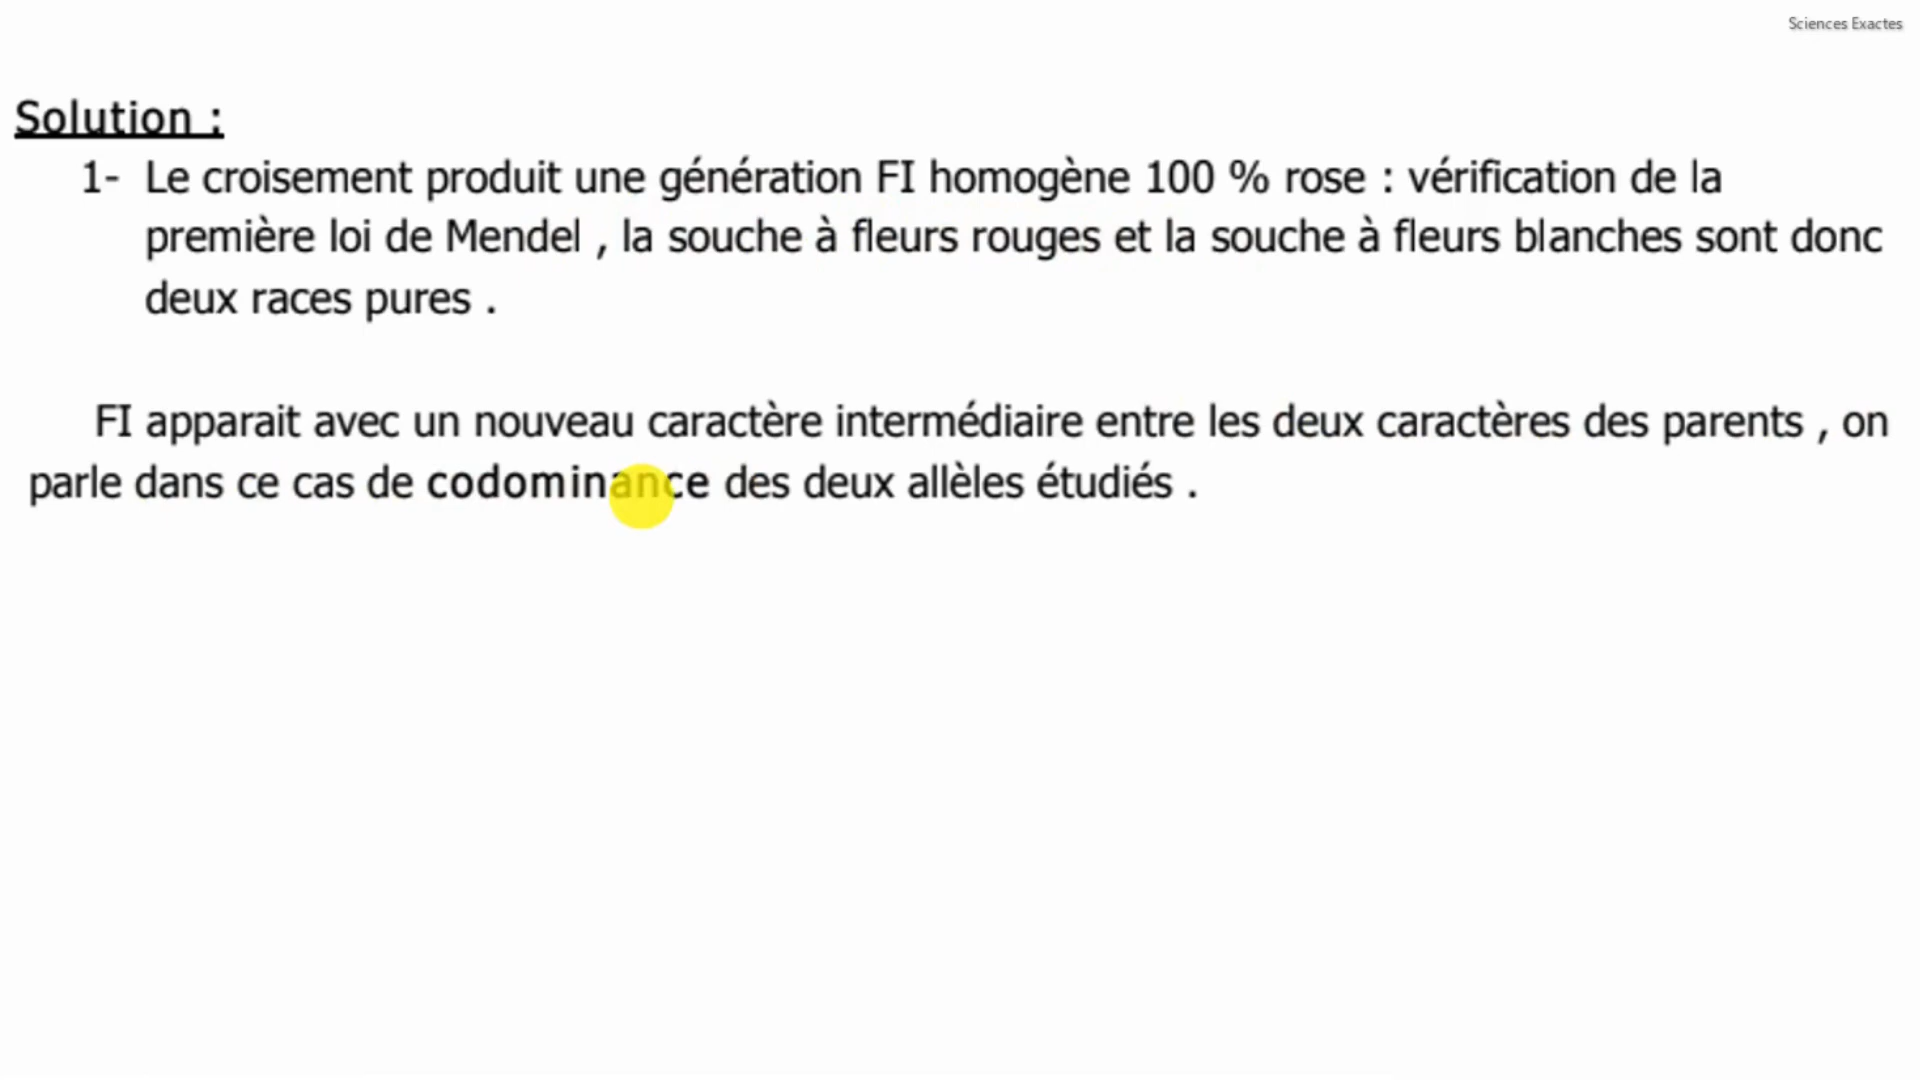 Sciences Exactes
Solution :
1- Le croisement produit une génération FI homogène 100 % rose : vérification de la
première loi de Mendel , la souche à fleurs rouges et la souche à fleurs blanches sont donc
deux races pures .
FI apparait avec un nouveau caractère intermédiaire entre les deux caractères des parents , on
parle dans ce cas de codominance des deux allèles étudiés .